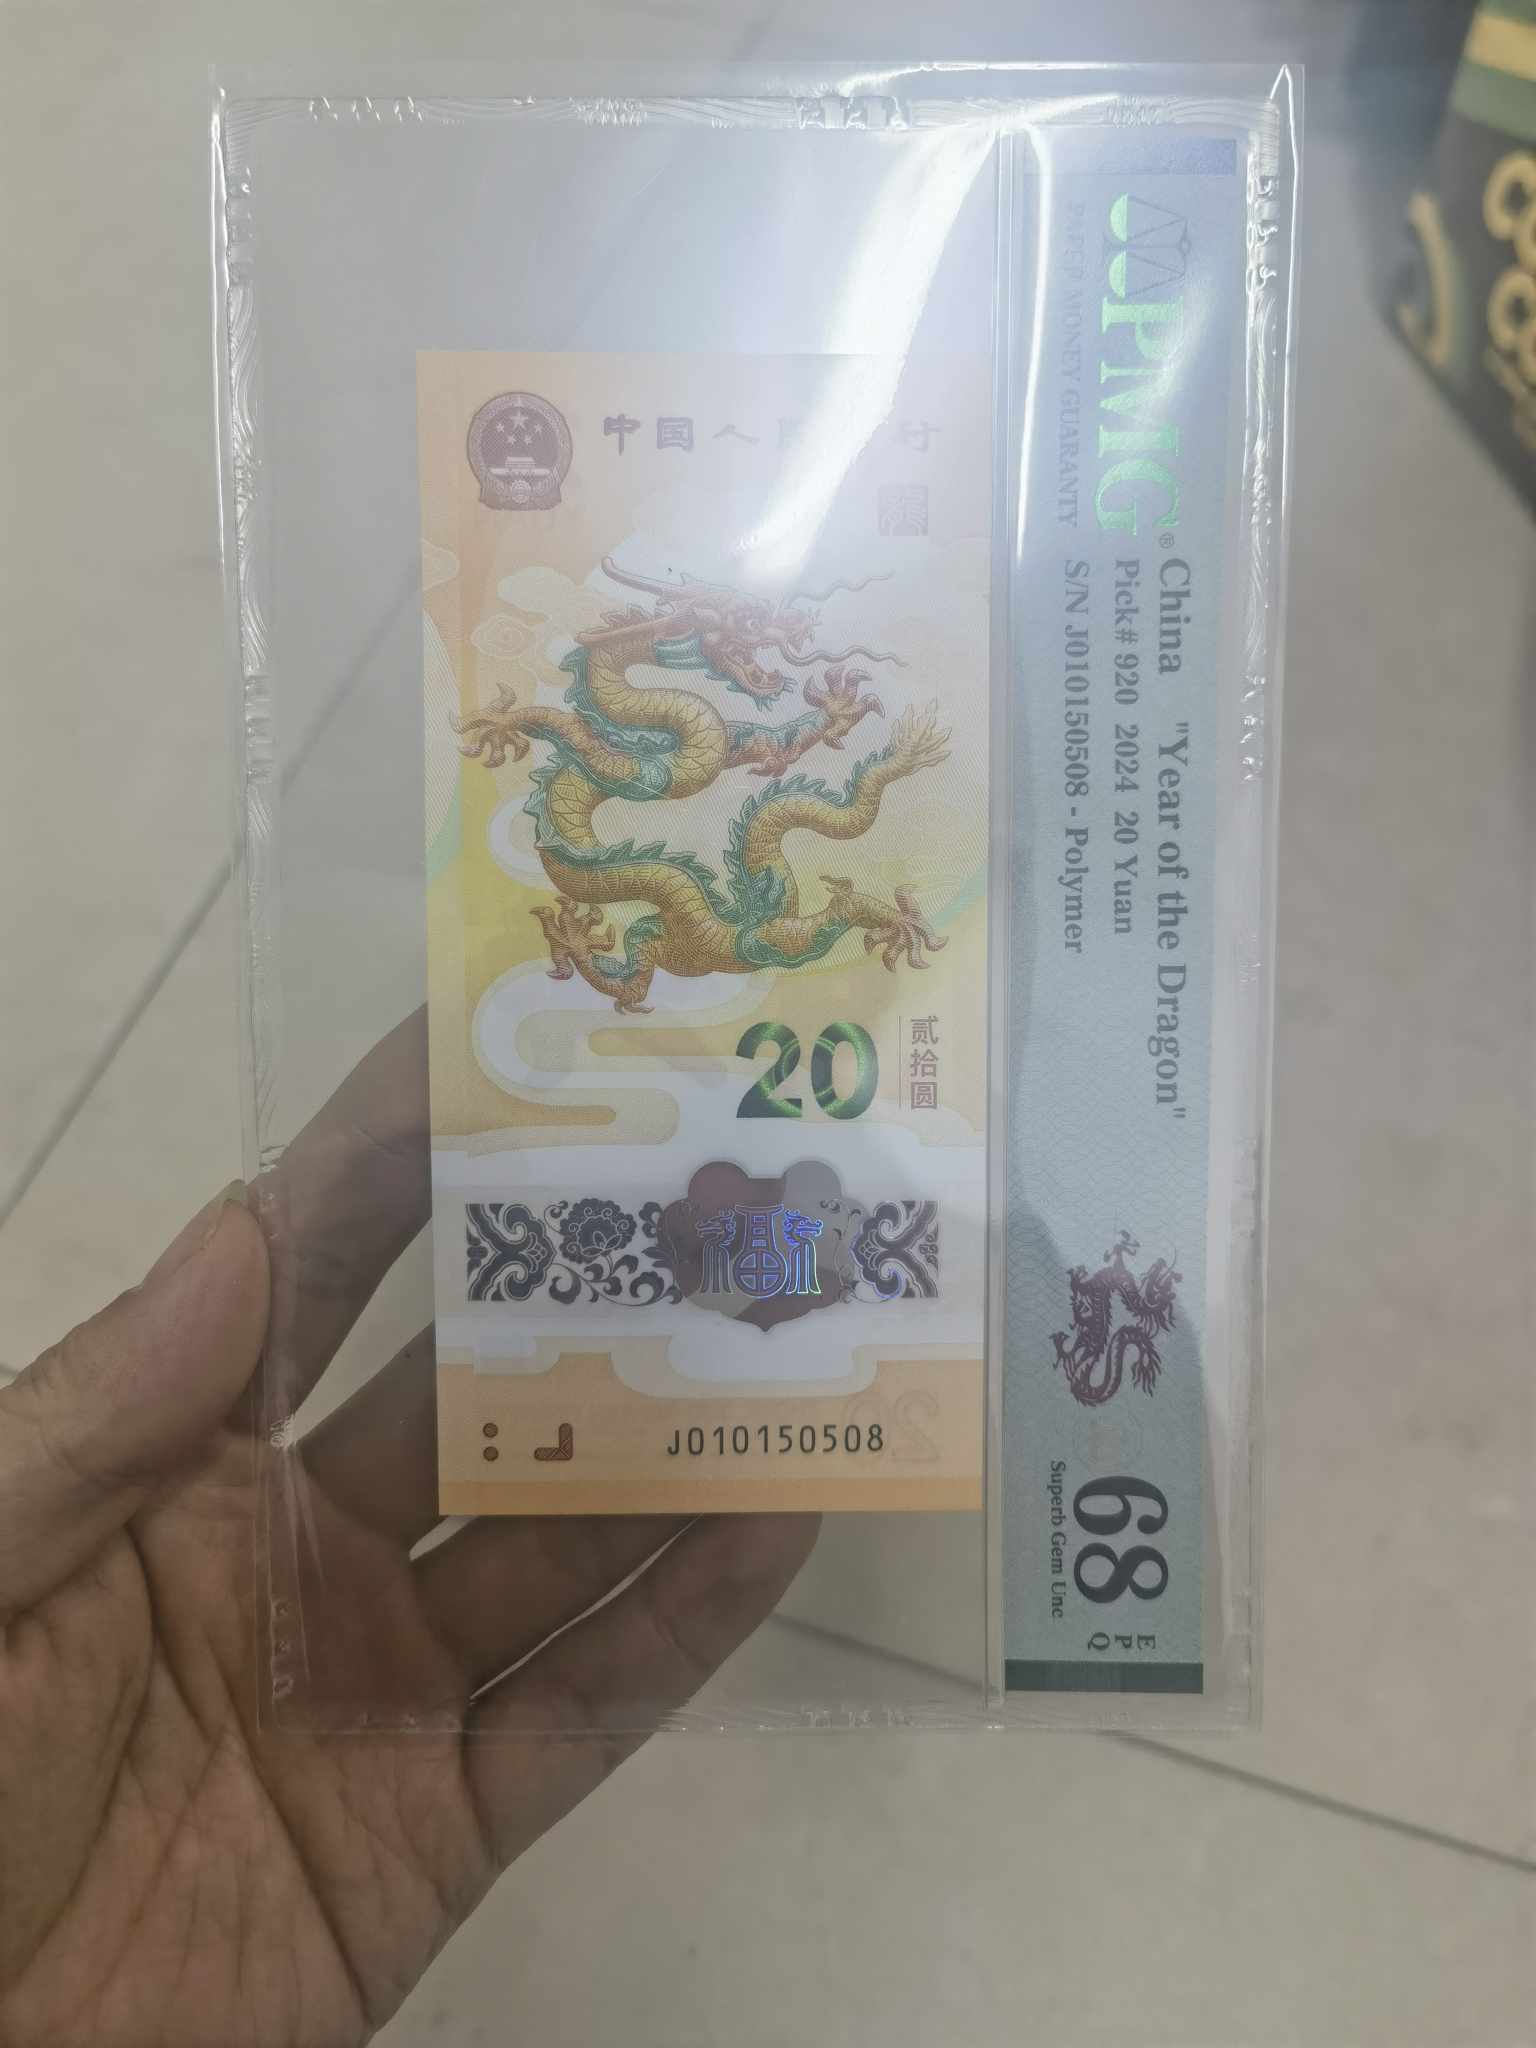 中国人民 行
贰拾圆
20
福
J010150508
PMG®
PAPER MONEY GUARANTY
China "Year of the Dragon"
Pick# 920 2024 20 Yuan
S/N J010150508 - Polymer
68
EPQ
Superb Gem Unc